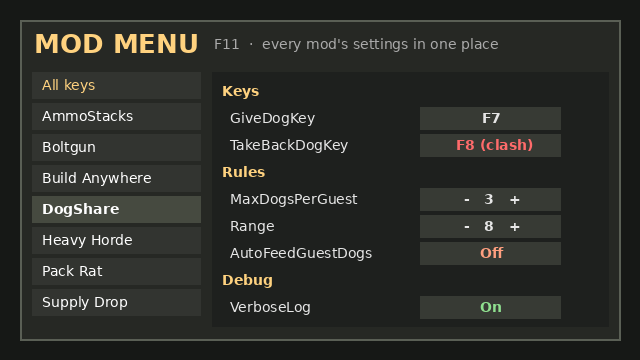 MOD MENU F11 · every mod's settings in one place
All keys
AmmoStacks
Boltgun
Build Anywhere
DogShare
Heavy Horde
Pack Rat
Supply Drop
Keys
GiveDogKey F7
TakeBackDogKey F8 (clash)
Rules
MaxDogsPerGuest - 3 +
Range - 8 +
AutoFeedGuestDogs Off
Debug
VerboseLog On